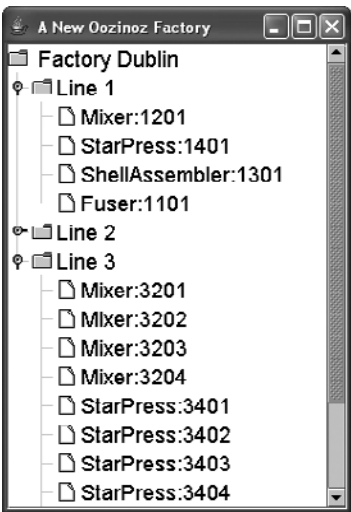 A New Oozinoz Factory
Factory Dublin
Line 1
Mixer:1201
StarPress:1401
ShellAssembler:1301
Fuser:1101
Line 2
Line 3
Mixer:3201
Mixer:3202
Mixer:3203
Mixer:3204
StarPress:3401
StarPress:3402
StarPress:3403
StarPress:3404